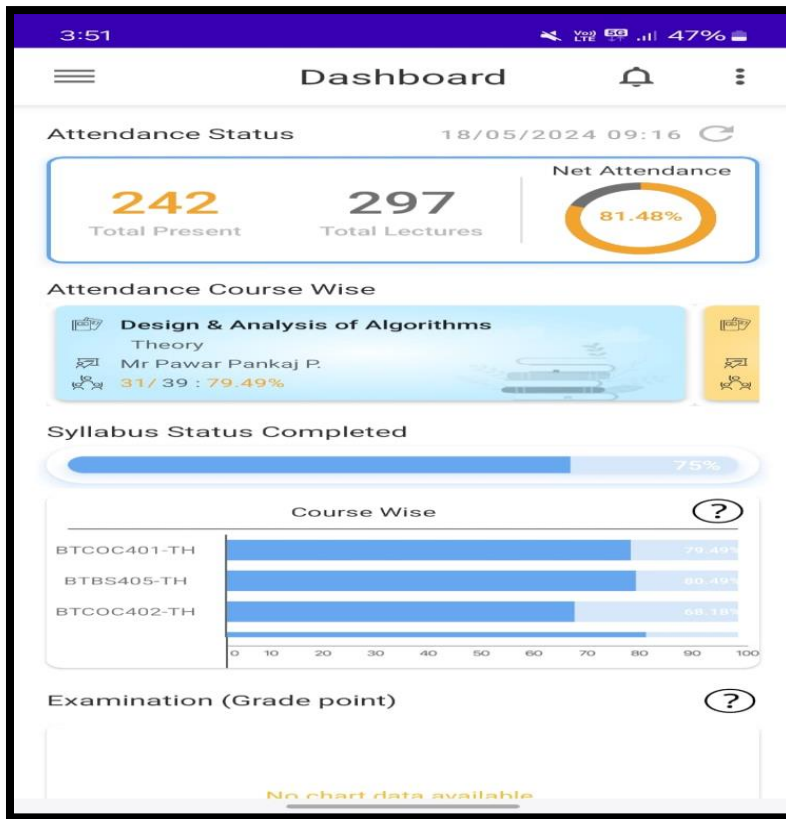 3:51 Vo) LTE 5G 47%
Dashboard
Attendance Status 18/05/2024 09:16
242 297 Net Attendance
Total Present Total Lectures 81.48%
Attendance Course Wise
Design & Analysis of Algorithms
Theory
Mr Pawar Pankaj P.
31/ 39 : 79.49%
Syllabus Status Completed
75%
Course Wise ?
BTCOC401-TH 79.49%
BTBS405-TH 80.49%
BTCOC402-TH 68.18%
0 10 20 30 40 50 60 70 80 90 100
Examination (Grade point) ?
No chart data available